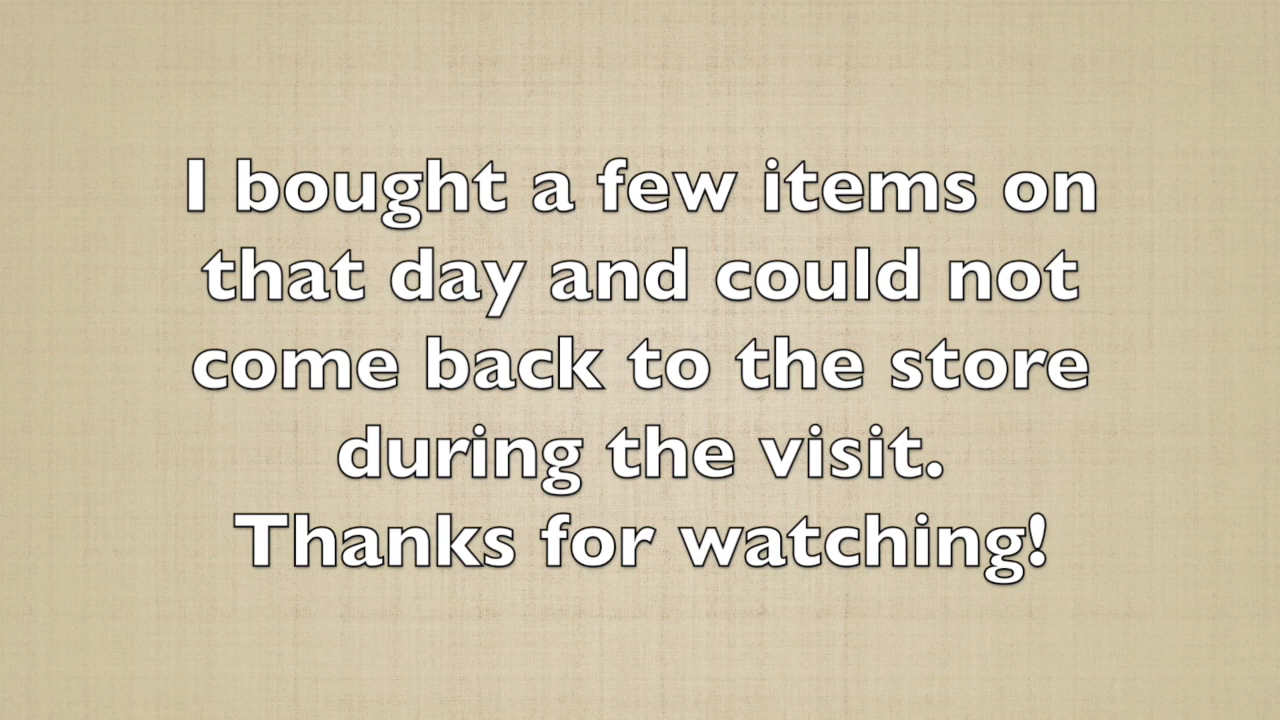 I bought a few items on
that day and could not
come back to the store
during the visit.
Thanks for watching!